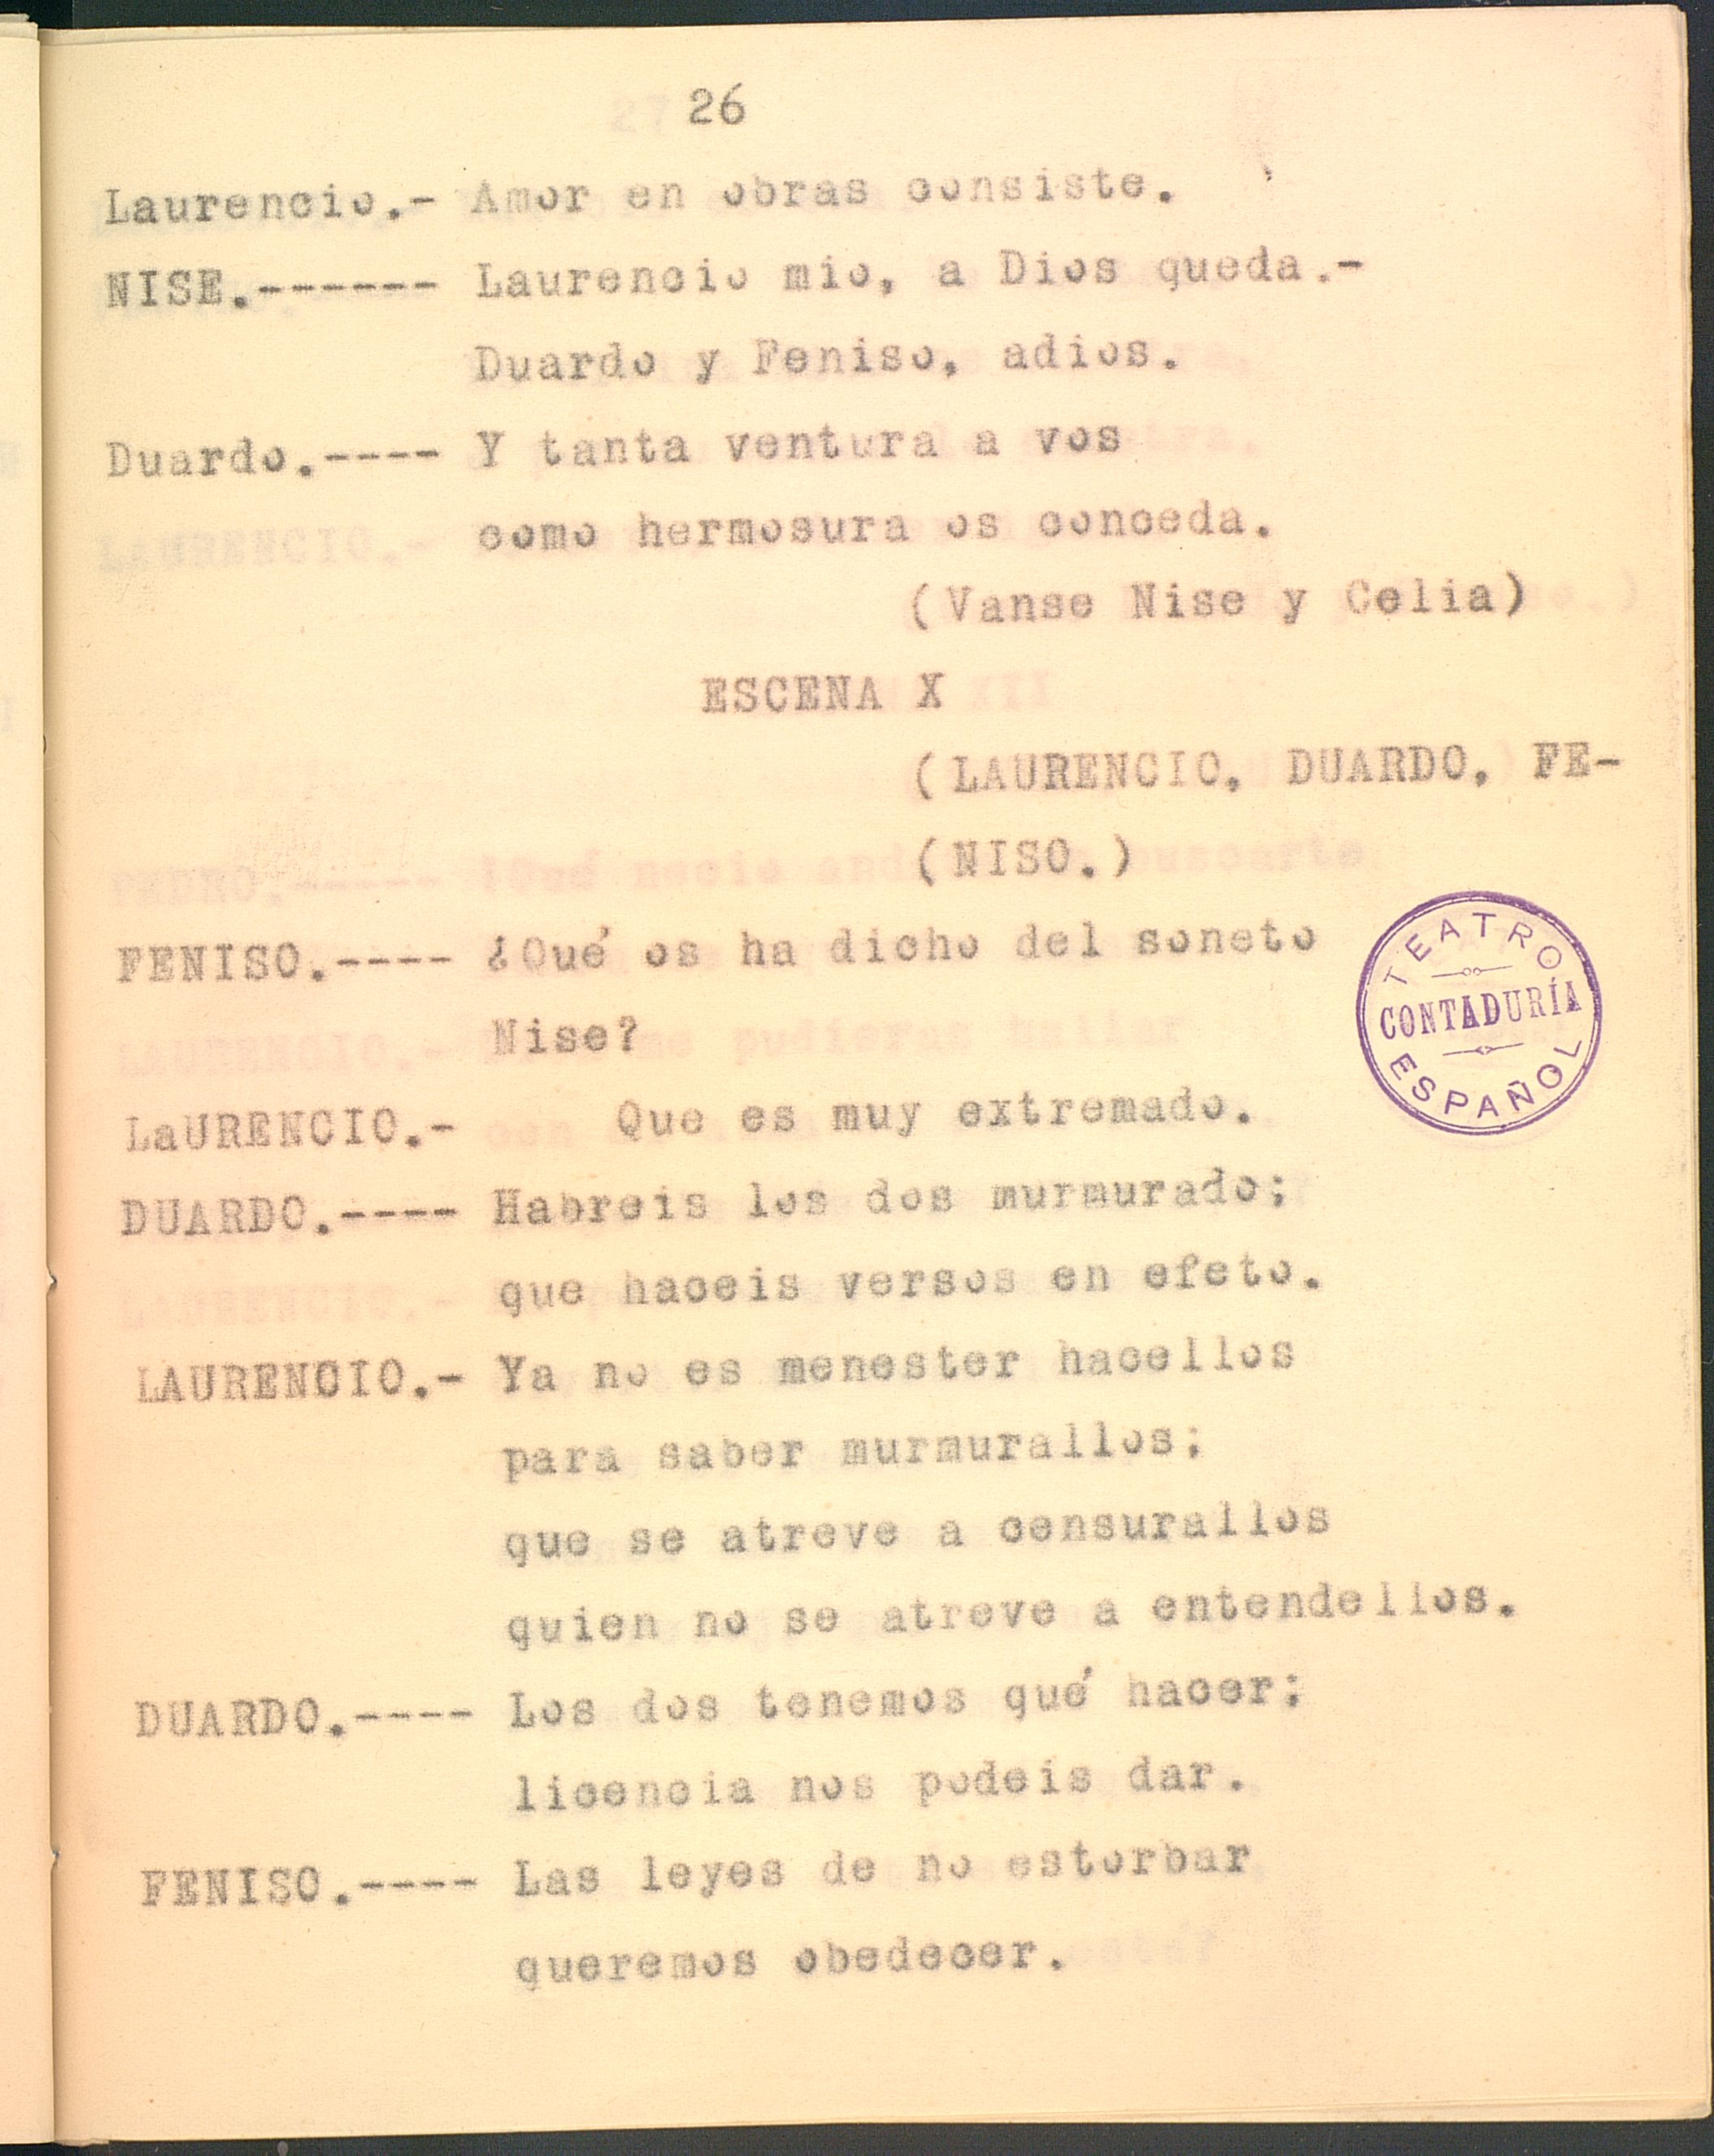 26
Laurencio.- Amor en obras consiste.
NISE.------ Laurencio mio, a Dios queda.-
Duardo y Feniso, adios.
Duardo.---- Y tanta ventura a vos
como hermosura os conceda.
(Vanse Nise y Celia)
ESCENA X
(LAURENCIO, DUARDO, FE-
(NISO.)
FENISO.---- ¿Qué os ha dicho del soneto
Nise?
LaURENCIO.- Que es muy extremado.
DUARDO.---- Habreis los dos murmurado;
que haceis versos en efeto.
LAURENCIO.- Ya no es menester hacellos
para saber murmurallos;
que se atreve a censurallos
quien no se atreve a entendellos.
DUARDO.---- Los dos tenemos qué hacer;
licencia nos podeis dar.
FENISO.---- Las leyes de no estorbar
queremos obedecer.
TEATRO
CONTADURÍA
ESPAÑOL